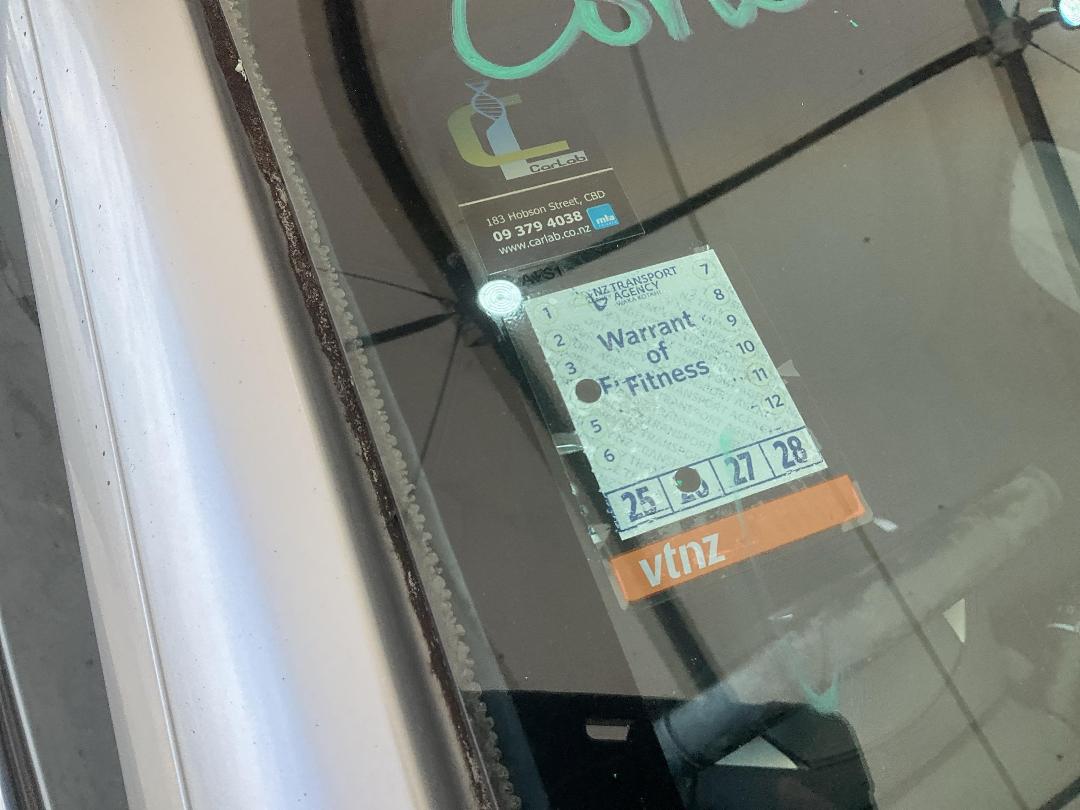 CarLab
183 Hobson Street, CBD
09 379 4038
mta
www.carlab.co.nz
NZ TRANSPORT
AGENCY
WAKA KOTAHI
1
2
3
5
6
7
8
9
10
11
12
Warrant
of
Fitness
25 26 27 28
vtnz